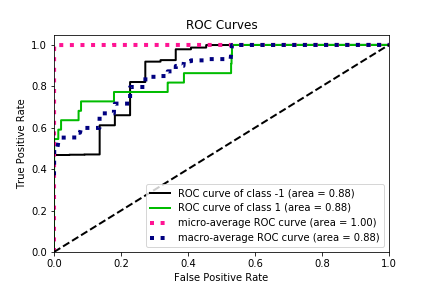 ROC Curves
True Positive Rate
1.0
0.8
0.6
0.4
0.2
0.0
ROC curve of class -1 (area = 0.88)
ROC curve of class 1 (area = 0.88)
micro-average ROC curve (area = 1.00)
macro-average ROC curve (area = 0.88)
0.0 0.2 0.4 0.6 0.8 1.0
False Positive Rate